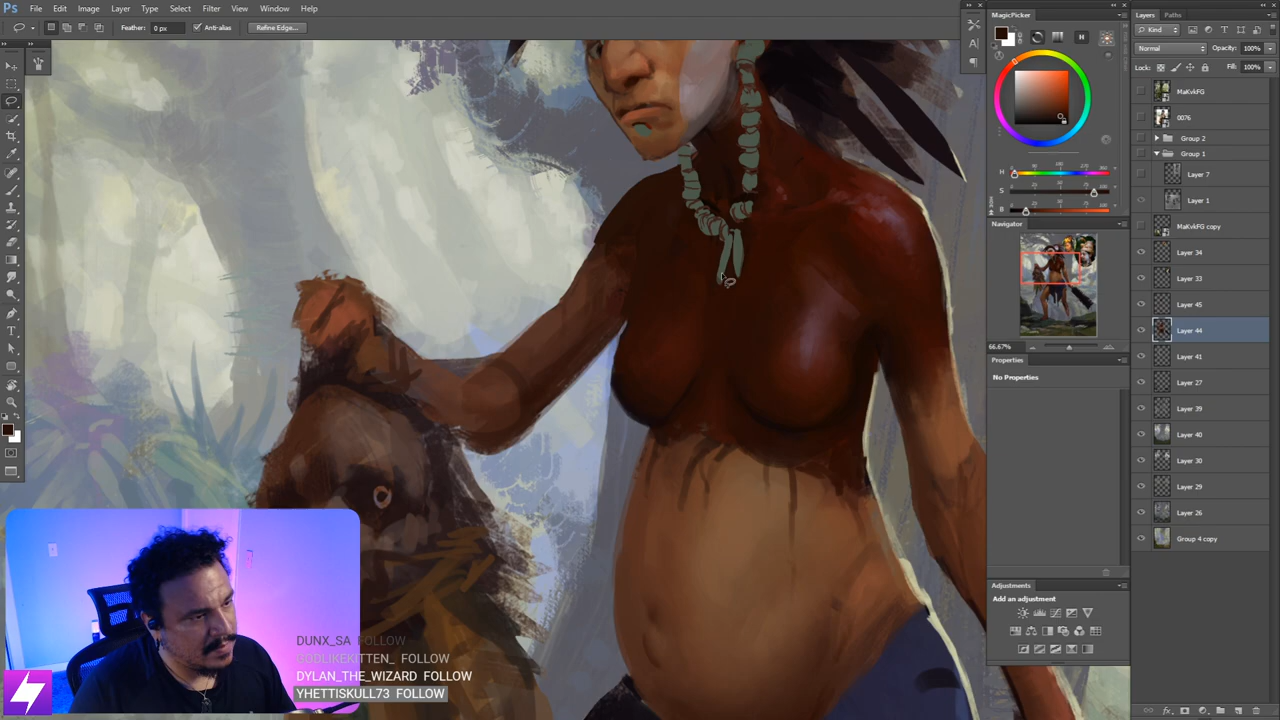 Ps File Edit Image Layer Type Select Filter View Window Help
Feather: 0 px Anti-alias Refine Edge...
MagicPicker
H
H
S
B
Navigator
66.67%
Properties
No Properties
Adjustments
Add an adjustment
Layers Paths
Kind
Normal Opacity: 100%
Lock: Fill: 100%
MaKvkFG
0076
Group 2
Group 1
Layer 7
Layer 1
MaKvkFG copy
Layer 34
Layer 33
Layer 45
Layer 44
Layer 41
Layer 27
Layer 39
Layer 40
Layer 30
Layer 29
Layer 26
Group 4 copy
DUNX_SA FOLLOW
GODLIKEKITTEN_ FOLLOW
DYLAN_THE_WIZARD FOLLOW
YHETTISKULL73 FOLLOW